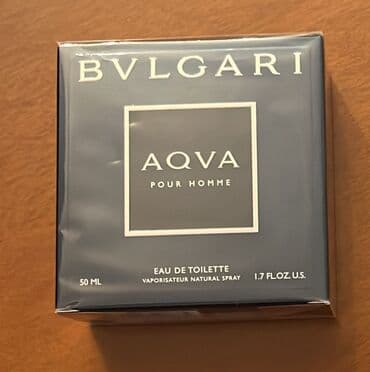 BVLGARI
AQVA
POUR HOMME
EAU DE TOILETTE
50 ML VAPORISATEUR NATURAL SPRAY 1.7 FL.OZ. U.S.